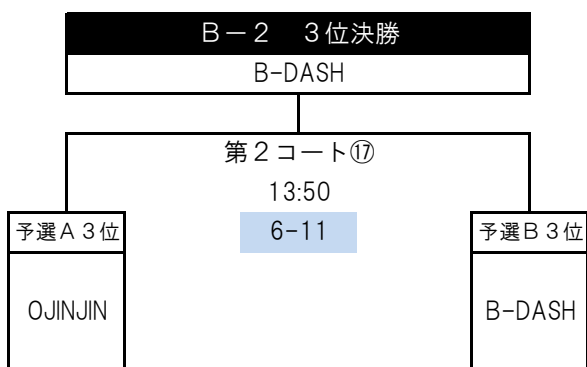 Ｂ－２　３位決勝
B-DASH
第２コート⑰
13:50
予選Ａ３位
6-11
予選Ｂ３位
OJINJIN
B-DASH